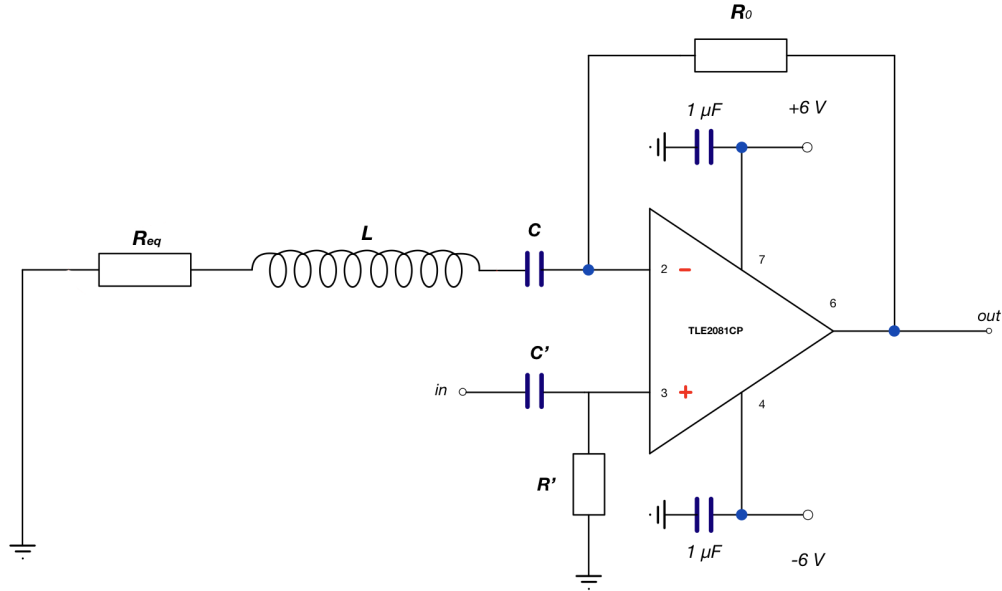 R0
1 µF
+6 V
Req
L
C
2
−
7
6
out
TLE2081CP
C’
in
3
+
4
R’
1 µF
-6 V